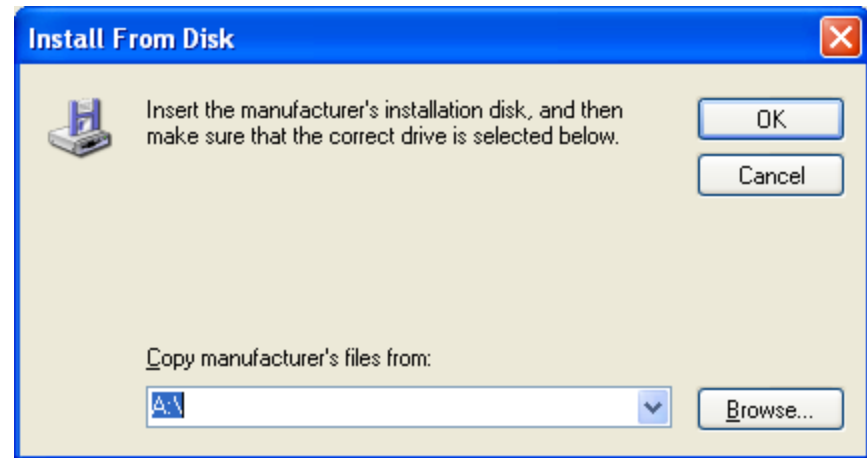 Install From Disk
Insert the manufacturer's installation disk, and then
make sure that the correct drive is selected below.
OK
Cancel
Copy manufacturer's files from:
A:\
Browse...